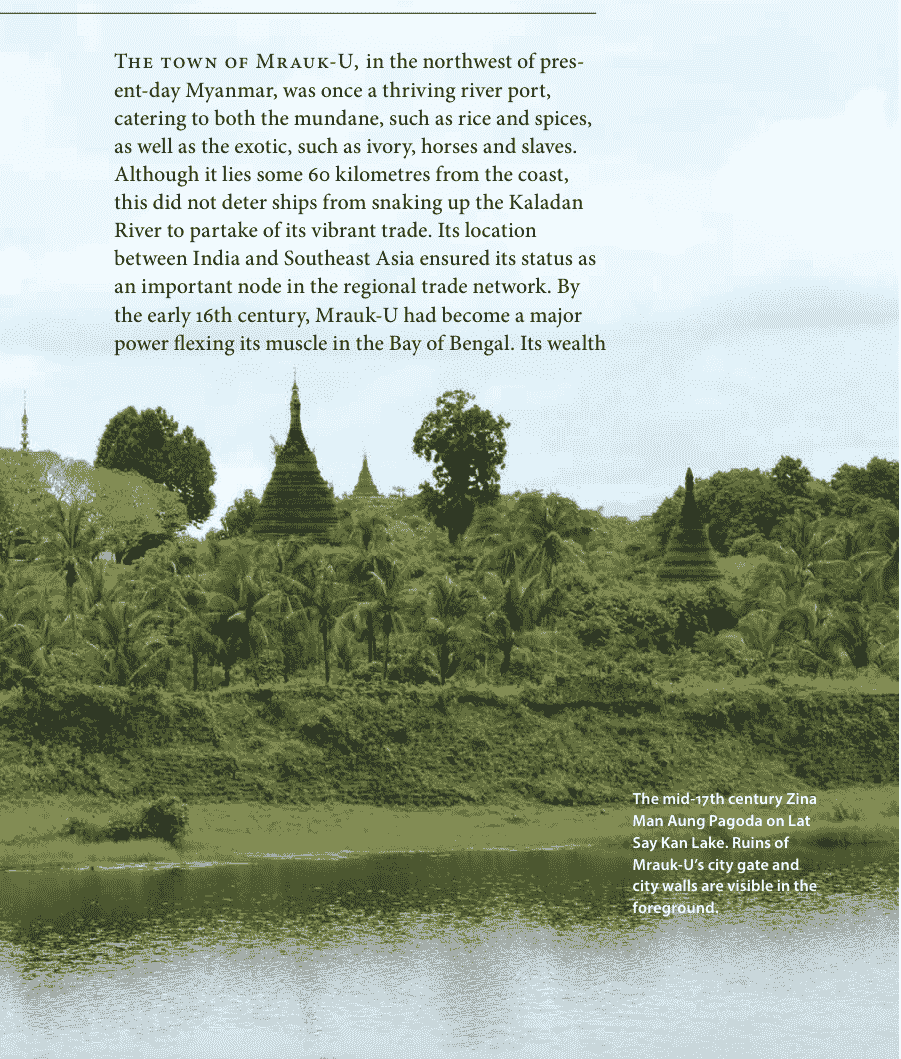 The town of Mrauk-U, in the northwest of pres-
ent-day Myanmar, was once a thriving river port,
catering to both the mundane, such as rice and spices,
as well as the exotic, such as ivory, horses and slaves.
Although it lies some 60 kilometres from the coast,
this did not deter ships from snaking up the Kaladan
River to partake of its vibrant trade. Its location
between India and Southeast Asia ensured its status as
an important node in the regional trade network. By
the early 16th century, Mrauk-U had become a major
power flexing its muscle in the Bay of Bengal. Its wealth
The mid-17th century Zina
Man Aung Pagoda on Lat
Say Kan Lake. Ruins of
Mrauk-U’s city gate and
city walls are visible in the
foreground.